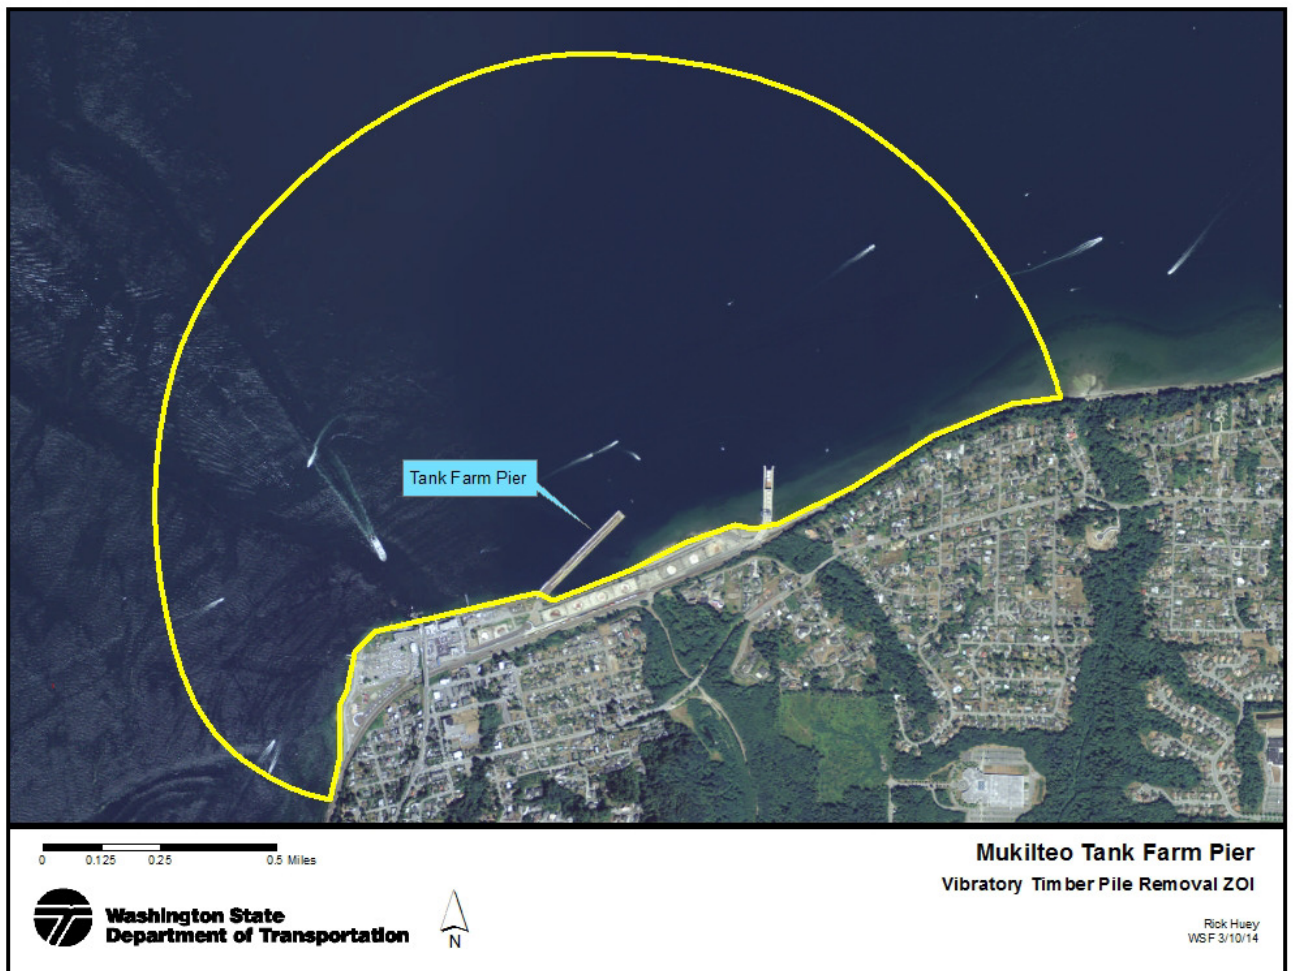 Tank Farm Pier
Mukilteo Tank Farm Pier
Vibratory Timber Pile Removal ZOI
0 0.125 0.25 0.5 Miles
Washington State
Department of Transportation
N
Rick Huey
WSF 3/10/14